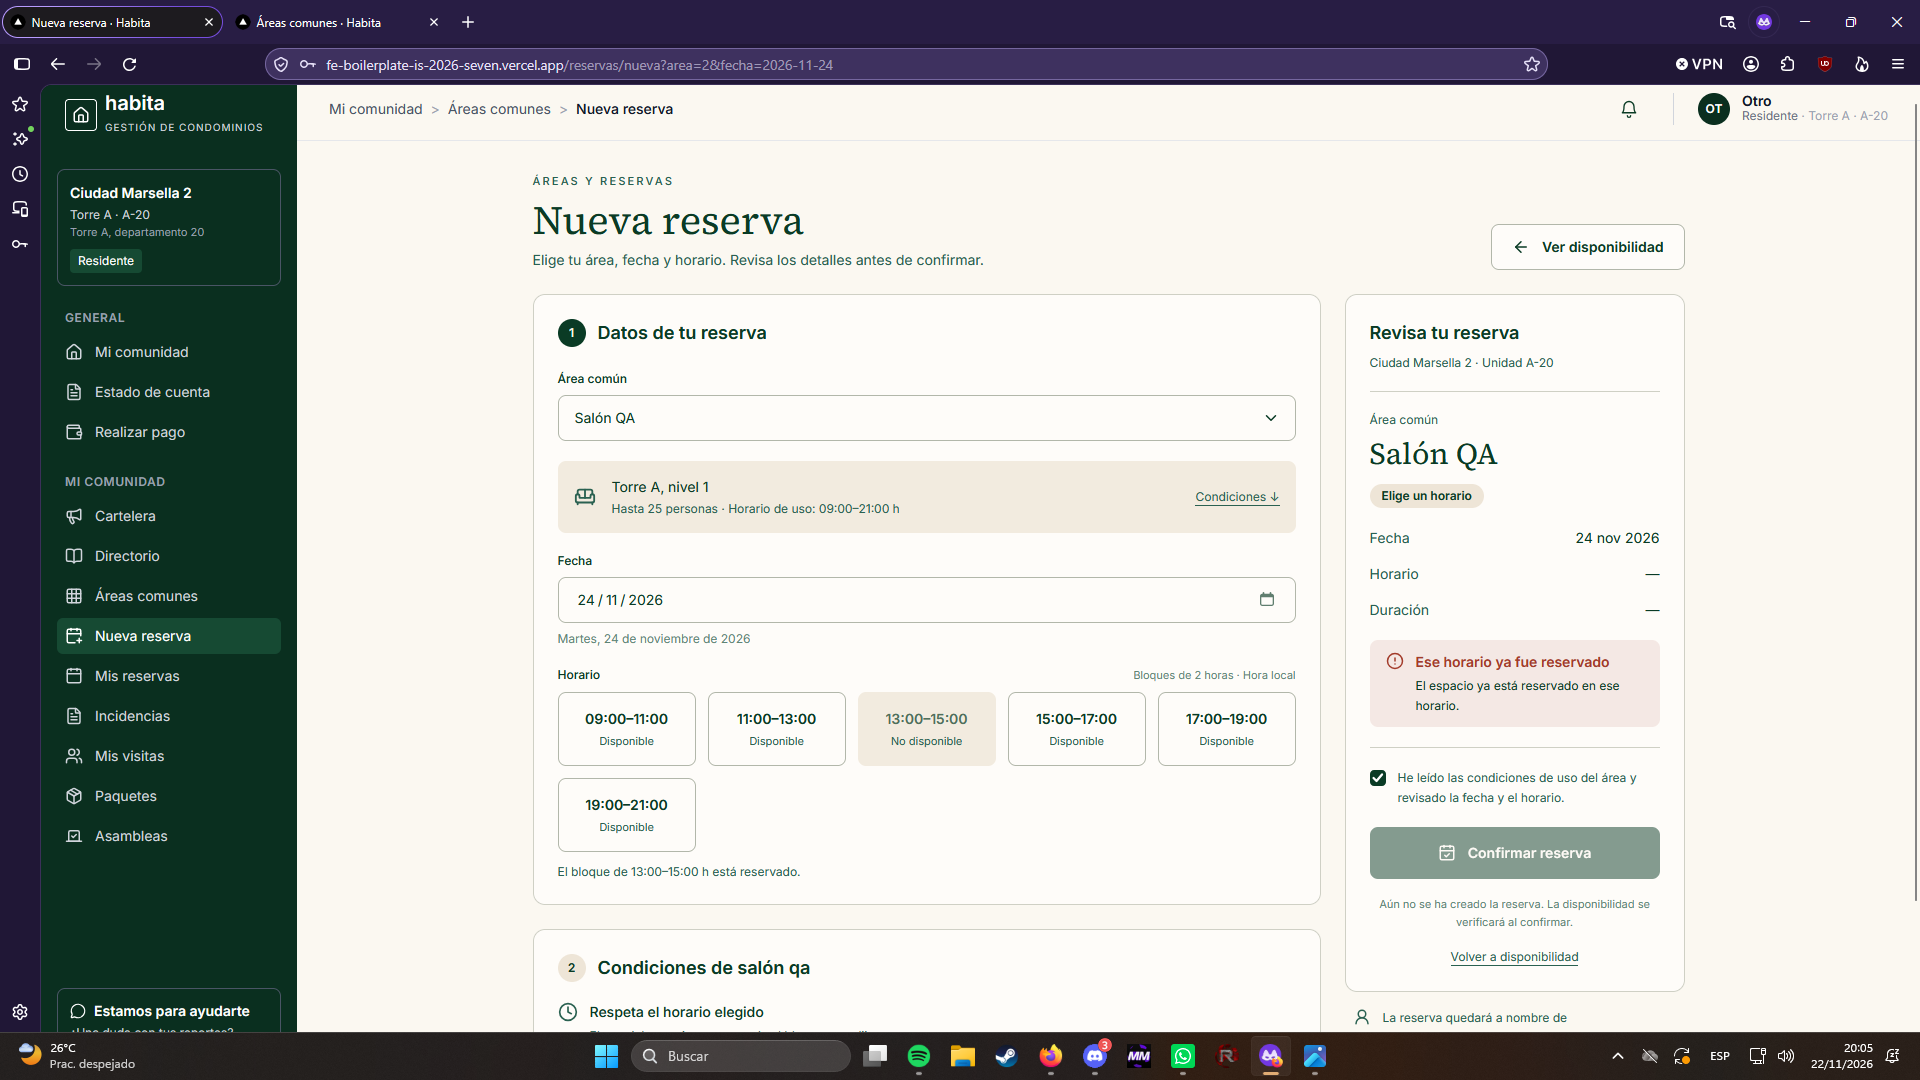 Nueva reserva · Habita
Áreas comunes · Habita
fe-boilerplate-is-2026-seven.vercel.app/reservas/nueva?area=2&fecha=2026-11-24
VPN
habita
GESTIÓN DE CONDOMINIOS
Ciudad Marsella 2
Torre A · A-20
Torre A, departamento 20
Residente
GENERAL
Mi comunidad
Estado de cuenta
Realizar pago
MI COMUNIDAD
Cartelera
Directorio
Áreas comunes
Nueva reserva
Mis reservas
Incidencias
Mis visitas
Paquetes
Asambleas
Estamos para ayudarte
Mi comunidad > Áreas comunes > Nueva reserva
OT
Otro
Residente · Torre A · A-20
ÁREAS Y RESERVAS
Nueva reserva
Elige tu área, fecha y horario. Revisa los detalles antes de confirmar.
Ver disponibilidad
1 Datos de tu reserva
Área común
Salón QA
Torre A, nivel 1
Hasta 25 personas · Horario de uso: 09:00–21:00 h
Condiciones ↓
Fecha
24 / 11 / 2026
Martes, 24 de noviembre de 2026
Horario
Bloques de 2 horas · Hora local
09:00–11:00
Disponible
11:00–13:00
Disponible
13:00–15:00
No disponible
15:00–17:00
Disponible
17:00–19:00
Disponible
19:00–21:00
Disponible
El bloque de 13:00–15:00 h está reservado.
2 Condiciones de salón qa
Respeta el horario elegido
Revisa tu reserva
Ciudad Marsella 2 · Unidad A-20
Área común
Salón QA
Elige un horario
Fecha 24 nov 2026
Horario —
Duración —
Ese horario ya fue reservado
El espacio ya está reservado en ese
horario.
He leído las condiciones de uso del área y
revisado la fecha y el horario.
Confirmar reserva
Aún no se ha creado la reserva. La disponibilidad se
verificará al confirmar.
Volver a disponibilidad
La reserva quedará a nombre de
26°C
Prac. despejado
Buscar
3
ESP
20:05
22/11/2026